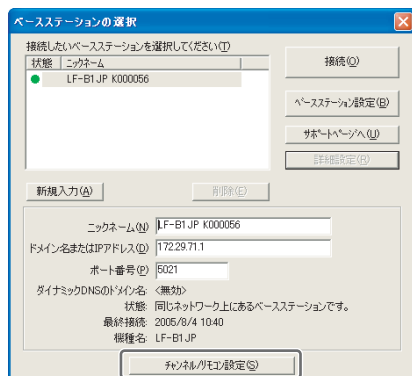 ベースステーションの選択
接続したいベースステーションを選択してください(T)
状態 ニックネーム
LF-B1JP K000056
接続(O)
ベースステーション設定(B)
サポートページへ(U)
詳細設定(R)
新規入力(A) 削除(E)
ニックネーム(N) LF-B1JP K000056
ドメイン名またはIPアドレス(D) 172.29.71.1
ポート番号(P) 5021
ダイナミックDNSのドメイン名: <無効>
状態: 同じネットワーク上にあるベースステーションです。
最終接続: 2005/8/4 10:40
機種名: LF-B1JP
チャンネル/リモコン設定(S)